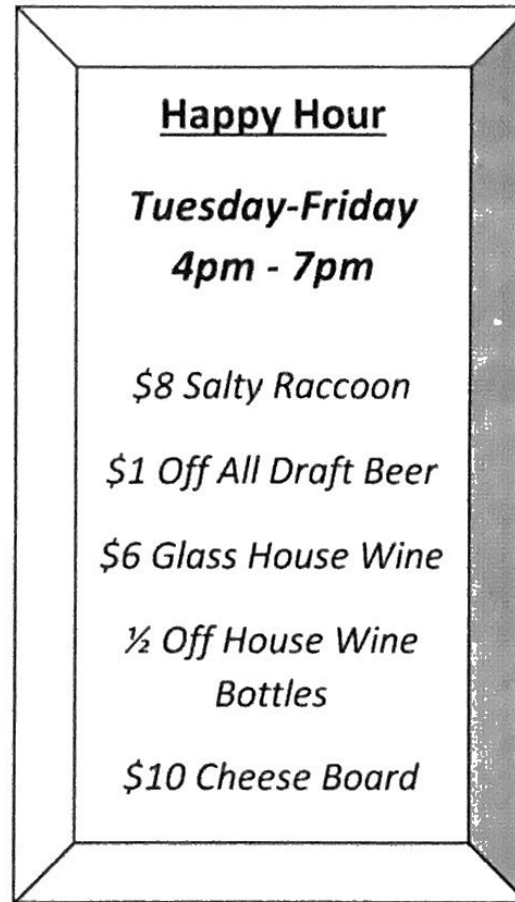 Happy Hour
Tuesday-Friday
4pm - 7pm
$8 Salty Raccoon
$1 Off All Draft Beer
$6 Glass House Wine
½ Off House Wine
Bottles
$10 Cheese Board